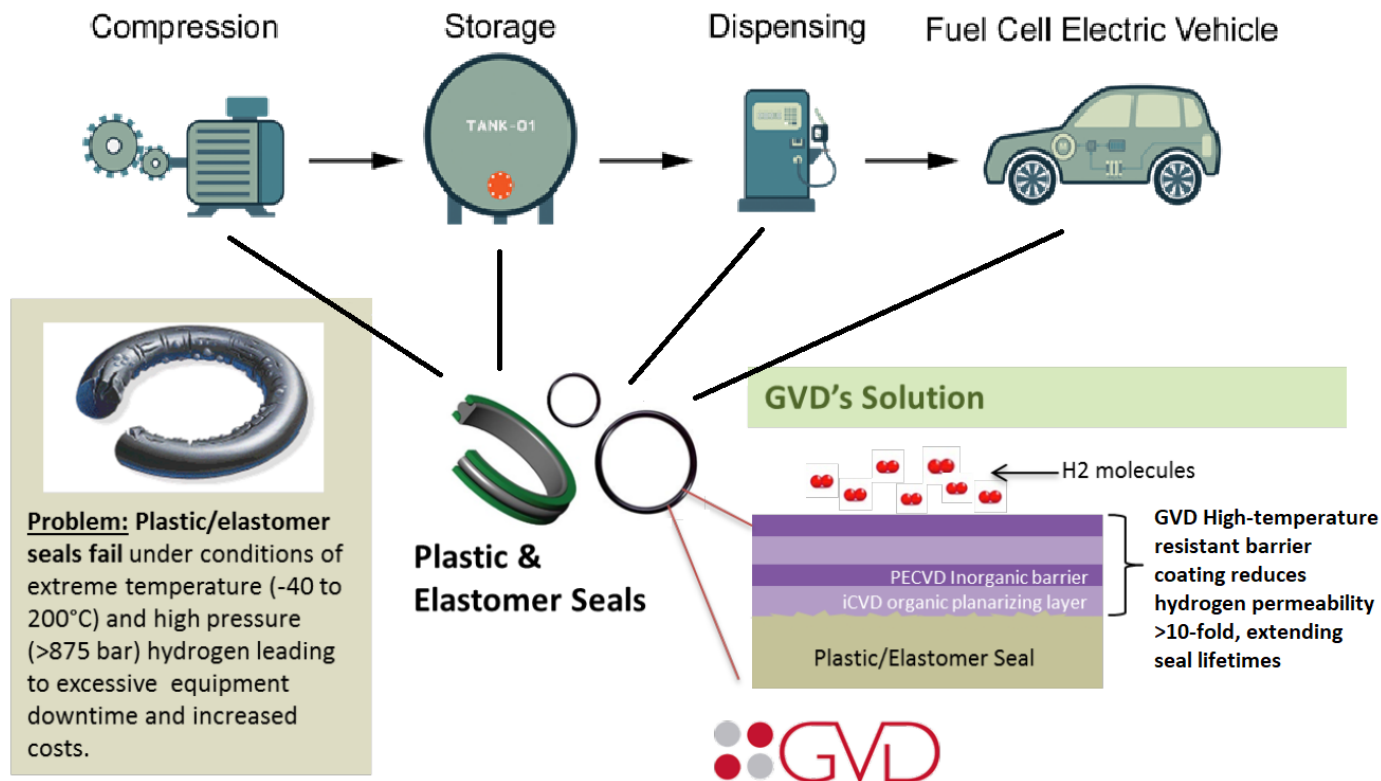 Compression
Storage
Dispensing
Fuel Cell Electric Vehicle
TANK-01
M
Problem: Plastic/elastomer
seals fail under conditions of
extreme temperature (-40 to
200°C) and high pressure
(>875 bar) hydrogen leading
to excessive equipment
downtime and increased
costs.
Plastic &
Elastomer Seals
GVD's Solution
H2 molecules
PECVD Inorganic barrier
iCVD organic planarizing layer
Plastic/Elastomer Seal
GVD High-temperature
resistant barrier
coating reduces
hydrogen permeability
>10-fold, extending
seal lifetimes
GVD